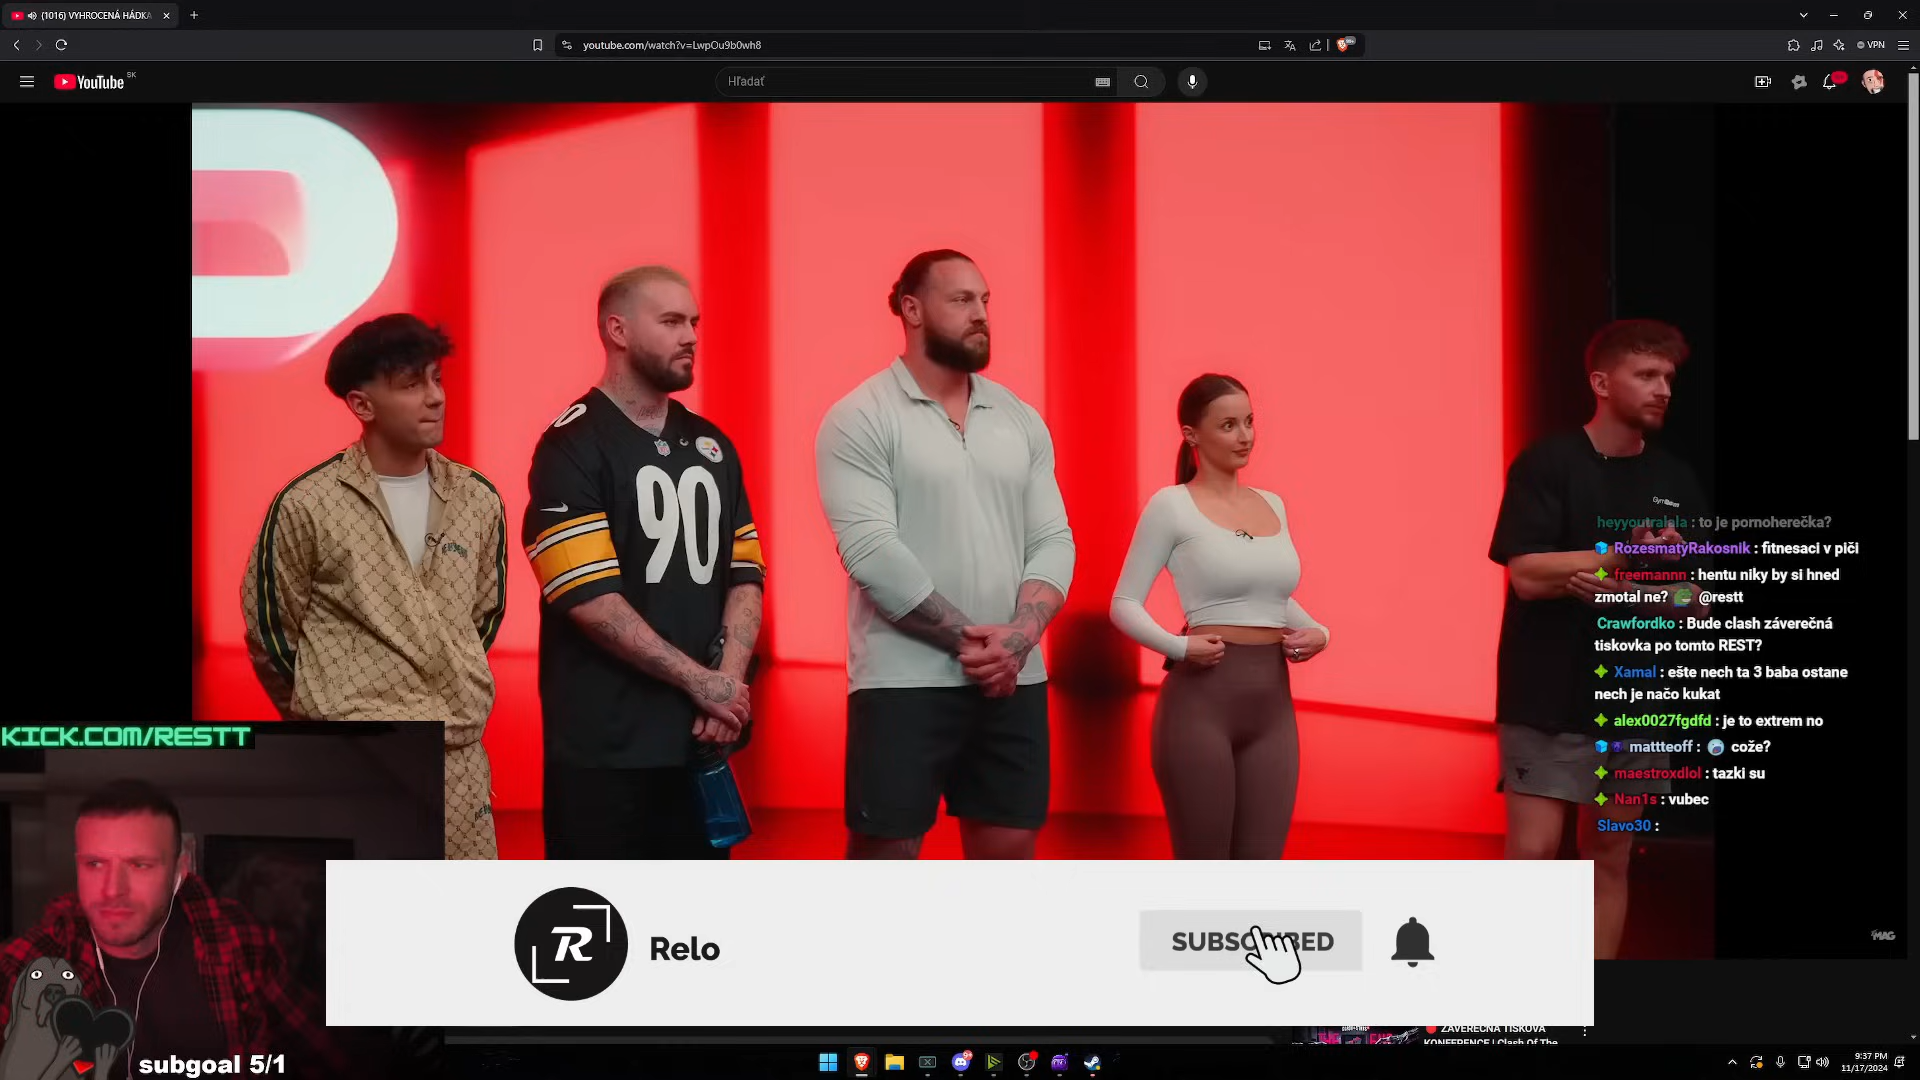 (1016) VYHROCENÁ HÁDKA
youtube.com/watch?v=LwpOu9b0wh8
VPN
YouTube SK
Hľadať
90
90
heyyoutralala : to je pornoherečka?
RozesmatyRakosnik : fitnesaci v piči
freemannn : hentu niky by si hned
zmotal ne? @restt
Crawfordko : Bude clash záverečná
tiskovka po tomto REST?
Xamal : ešte nech ta 3 baba ostane
nech je načo kukat
alex0027fgdfd : je to extrem no
mattteoff : cože?
maestroxdlol : tazki su
Nan1s : vubec
Slavo30 :
KICK.COM/RESTT
MAG
R
Relo
SUBSCRIBED
ZÁVEREČNÁ TISKOVÁ
KONFERENCE | Clash Of The
subgoal 5/1
9:37 PM
11/17/2024